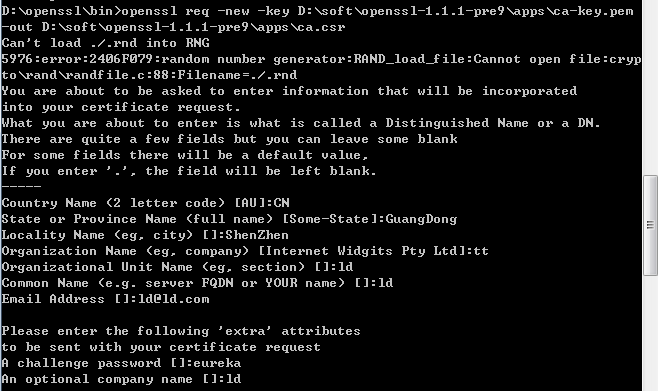 D:\openssl\bin>openssl req -new -key D:\soft\openssl-1.1.1-pre9\apps\ca-key.pem
-out D:\soft\openssl-1.1.1-pre9\apps\ca.csr
Can't load ./.rnd into RNG
5976:error:2406F079:random number generator:RAND_load_file:Cannot open file:cryp
to\rand\randfile.c:88:Filename=./.rnd
You are about to be asked to enter information that will be incorporated
into your certificate request.
What you are about to enter is what is called a Distinguished Name or a DN.
There are quite a few fields but you can leave some blank
For some fields there will be a default value,
If you enter '.', the field will be left blank.
-----
Country Name (2 letter code) [AU]:CN
State or Province Name (full name) [Some-State]:GuangDong
Locality Name (eg, city) []:ShenZhen
Organization Name (eg, company) [Internet Widgits Pty Ltd]:tt
Organizational Unit Name (eg, section) []:ld
Common Name (e.g. server FQDN or YOUR name) []:ld
Email Address []:ld@ld.com

Please enter the following 'extra' attributes
to be sent with your certificate request
A challenge password []:eureka
An optional company name []:ld